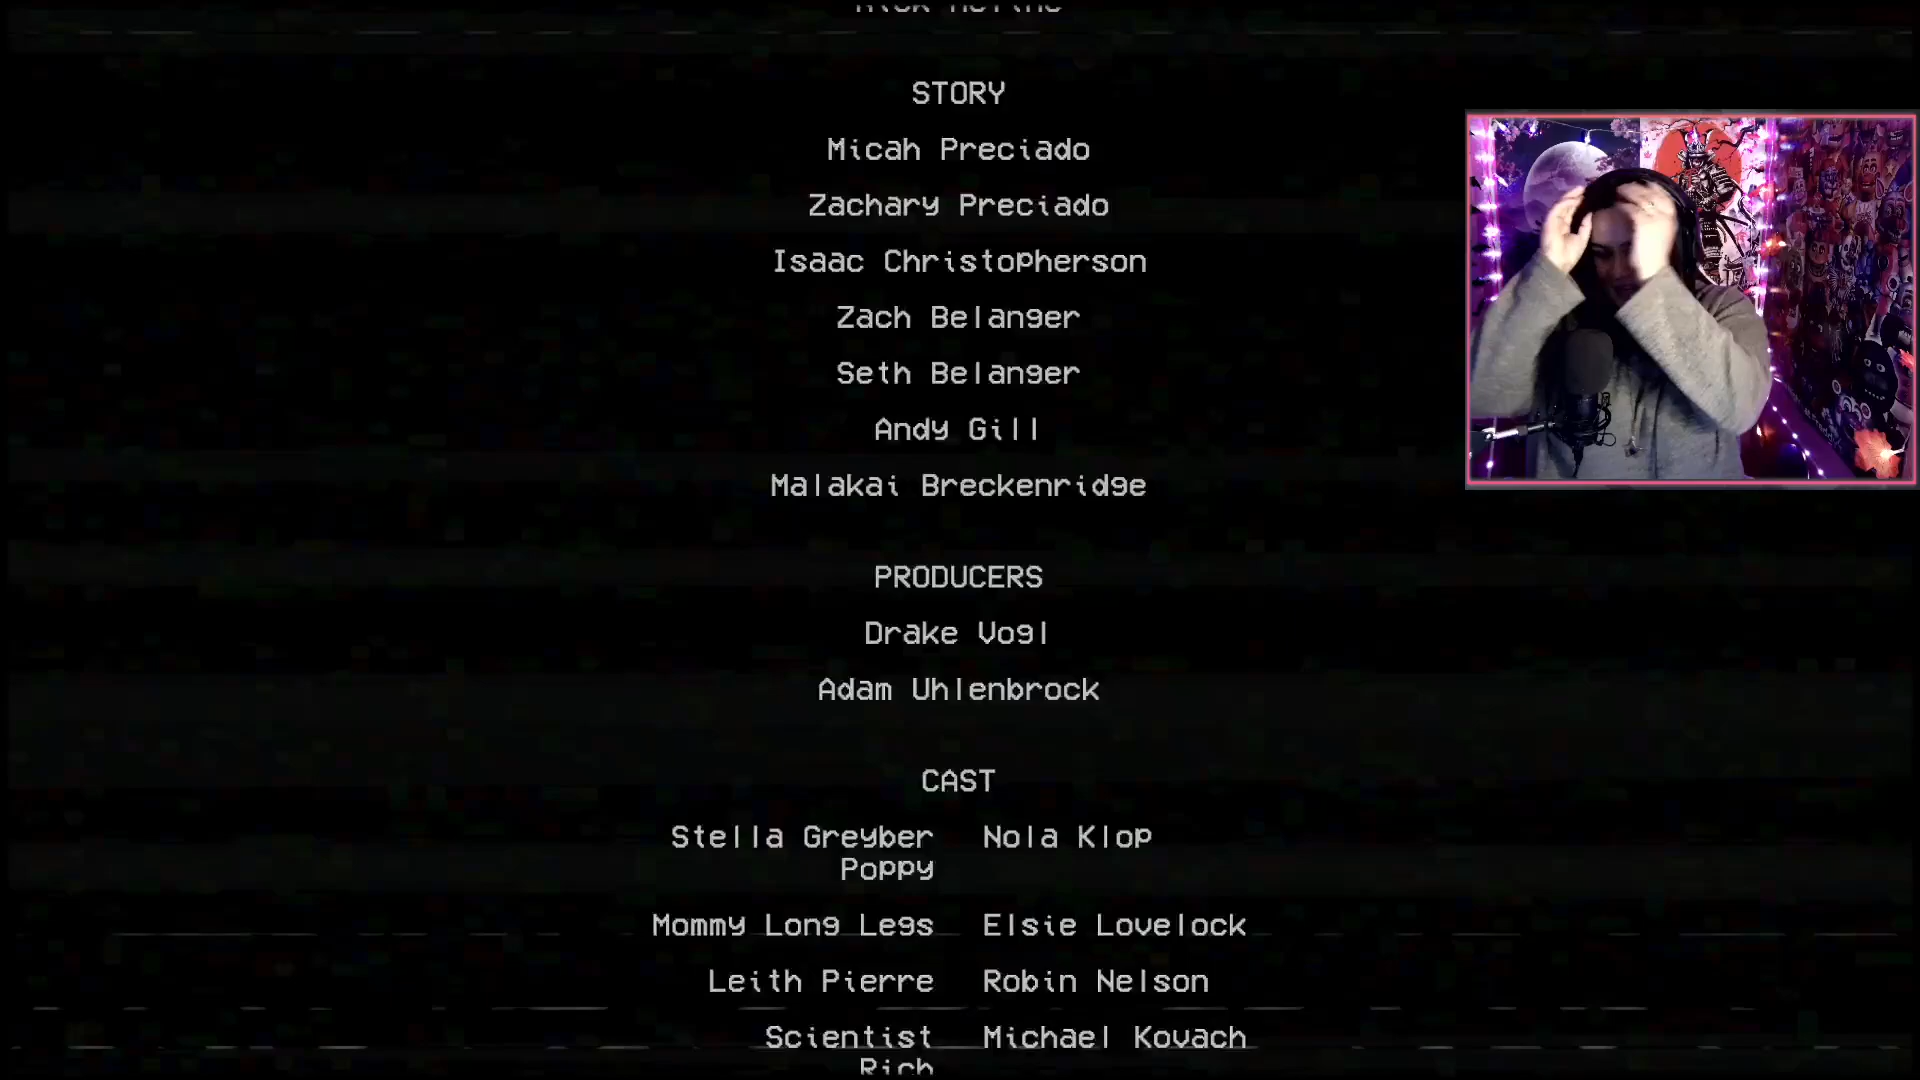 STORY
Micah Preciado
Zachary Preciado
Isaac Christopherson
Zach Belanger
Seth Belanger
Andy Gill
Malakai Breckenridge
PRODUCERS
Drake Vogl
Adam Uhlenbrock
CAST
Stella Greyber Nola Klop
Poppy
Mommy Long Legs Elsie Lovelock
Leith Pierre Robin Nelson
Scientist Michael Kovach
Rich